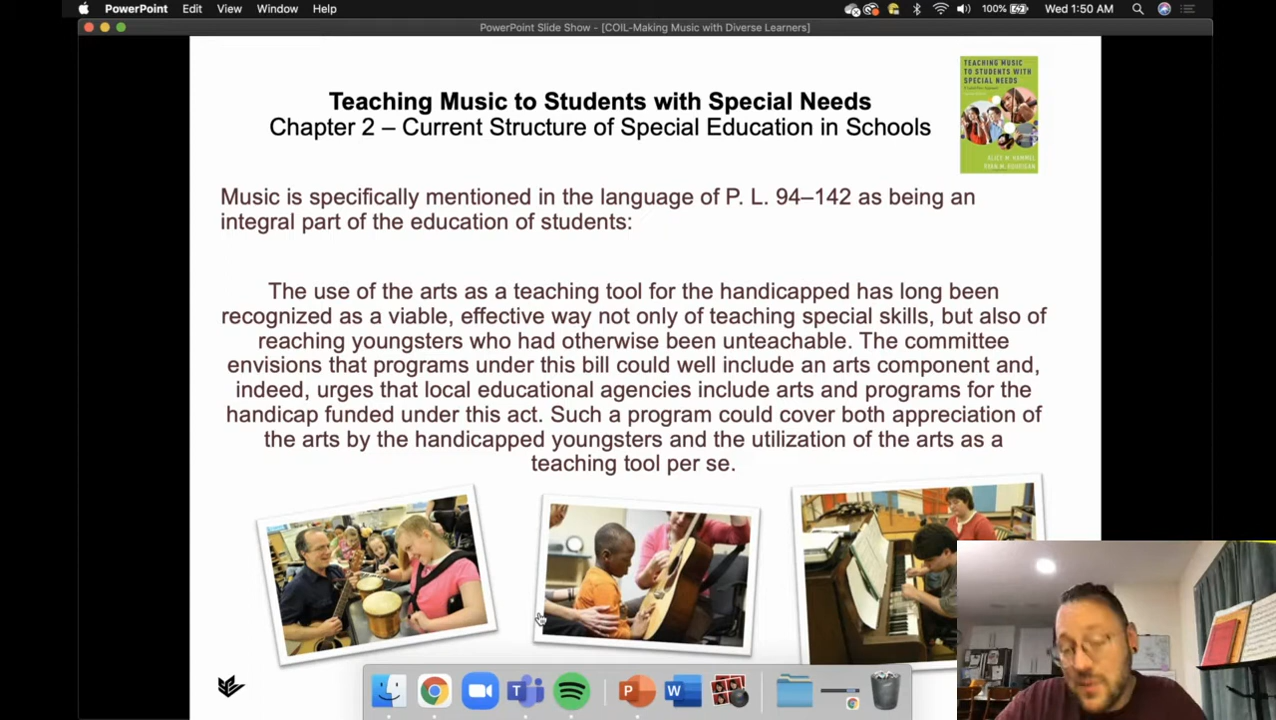 PowerPoint Edit View Window Help 100% Wed 1:50 AM
PowerPoint Slide Show - [COIL-Making Music with Diverse Learners]
Teaching Music to Students with Special Needs
Chapter 2 – Current Structure of Special Education in Schools
TEACHING MUSIC
TO STUDENTS WITH
SPECIAL NEEDS
ALICE M. HAMMEL
RYAN M. HOURIGAN
Music is specifically mentioned in the language of P. L. 94–142 as being an
integral part of the education of students:
The use of the arts as a teaching tool for the handicapped has long been
recognized as a viable, effective way not only of teaching special skills, but also of
reaching youngsters who had otherwise been unteachable. The committee
envisions that programs under this bill could well include an arts component and,
indeed, urges that local educational agencies include arts and programs for the
handicap funded under this act. Such a program could cover both appreciation of
the arts by the handicapped youngsters and the utilization of the arts as a
teaching tool per se.